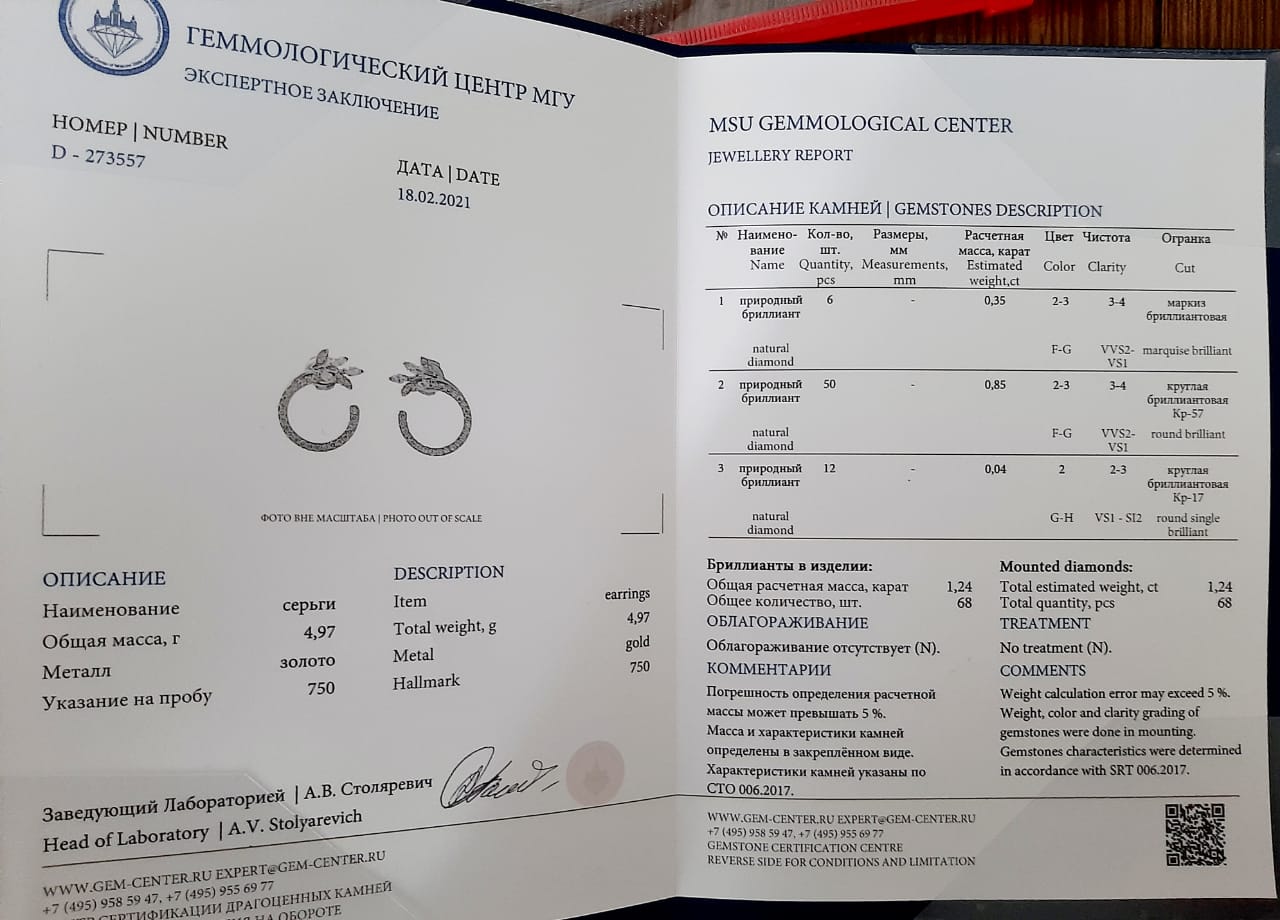 ГЕММОЛОГИЧЕСКИЙ ЦЕНТР МГУ
ЭКСПЕРТНОЕ ЗАКЛЮЧЕНИЕ
НОМЕР | NUMBER
D - 273557
ДАТА | DATE
18.02.2021
ФОТО ВНЕ МАСШТАБА | PHOTO OUT OF SCALE
ОПИСАНИЕ
Наименование серьги
Общая масса, г 4,97
Металл золото
Указание на пробу 750
DESCRIPTION
Item earrings
Total weight, g 4,97
Metal gold
Hallmark 750
Заведующий Лабораторией | А.В. Столяревич
Head of Laboratory | A.V. Stolyarevich
WWW.GEM-CENTER.RU EXPERT@GEM-CENTER.RU
+7 (495) 958 59 47, +7 (495) 955 69 77
СЕРТИФИКАЦИИ ДРАГОЦЕННЫХ КАМНЕЙ
НА ОБОРОТЕ
MSU GEMMOLOGICAL CENTER
JEWELLERY REPORT
ОПИСАНИЕ КАМНЕЙ | GEMSTONES DESCRIPTION
№ Наимено- Кол-во, Размеры, Расчетная Цвет Чистота Огранка
вание шт. мм масса, карат
Name Quantity, Measurements, Estimated Color Clarity Cut
pcs mm weight,ct
1 природный 6 - 0,35 2-3 3-4 маркиз
бриллиант бриллиантовая
natural F-G VVS2- marquise brilliant
diamond VS1
2 природный 50 - 0,85 2-3 3-4 круглая
бриллиант бриллиантовая
Кр-57
natural F-G VVS2- round brilliant
diamond VS1
3 природный 12 - 0,04 2 2-3 круглая
бриллиант бриллиантовая
Кр-17
natural G-H VS1 - SI2 round single
diamond brilliant
Бриллианты в изделии:
Общая расчетная масса, карат 1,24
Общее количество, шт. 68
ОБЛАГОРАЖИВАНИЕ
Облагораживание отсутствует (N).
КОММЕНТАРИИ
Погрешность определения расчетной
массы может превышать 5 %.
Масса и характеристики камней
определены в закреплённом виде.
Характеристики камней указаны по
СТО 006.2017.
Mounted diamonds:
Total estimated weight, ct 1,24
Total quantity, pcs 68
TREATMENT
No treatment (N).
COMMENTS
Weight calculation error may exceed 5 %.
Weight, color and clarity grading of
gemstones were done in mounting.
Gemstones characteristics were determined
in accordance with SRT 006.2017.
WWW.GEM-CENTER.RU EXPERT@GEM-CENTER.RU
+7 (495) 958 59 47, +7 (495) 955 69 77
GEMSTONE CERTIFICATION CENTRE
REVERSE SIDE FOR CONDITIONS AND LIMITATION